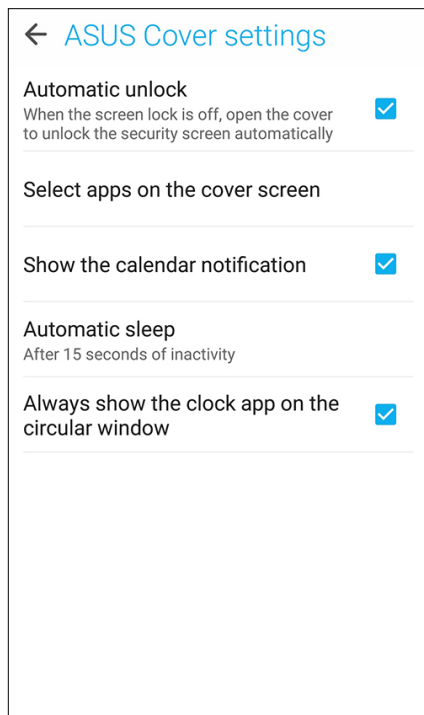 ASUS Cover settings
Automatic unlock
When the screen lock is off, open the cover
to unlock the security screen automatically
Select apps on the cover screen
Show the calendar notification
Automatic sleep
After 15 seconds of inactivity
Always show the clock app on the
circular window